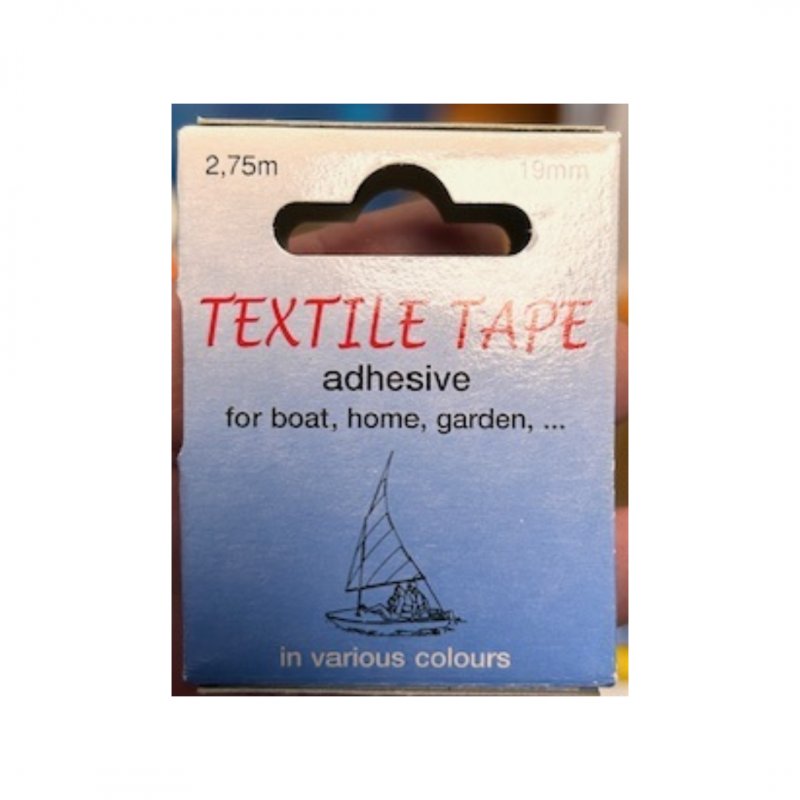 2,75m 19mm
TEXTILE TAPE
adhesive
for boat, home, garden, ...
in various colours